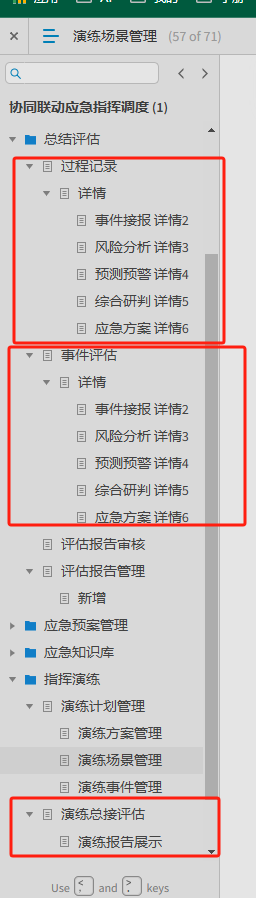 演练场景管理 (57 of 71)
协同联动应急指挥调度 (1)
总结评估
过程记录
详情
事件接报 详情2
风险分析 详情3
预测预警 详情4
综合研判 详情5
应急方案 详情6
事件评估
详情
事件接报 详情2
风险分析 详情3
预测预警 详情4
综合研判 详情5
应急方案 详情6
评估报告审核
评估报告管理
新增
应急预案管理
应急知识库
指挥演练
演练计划管理
演练方案管理
演练场景管理
演练事件管理
演练总接评估
演练报告展示
Use < , and > . keys